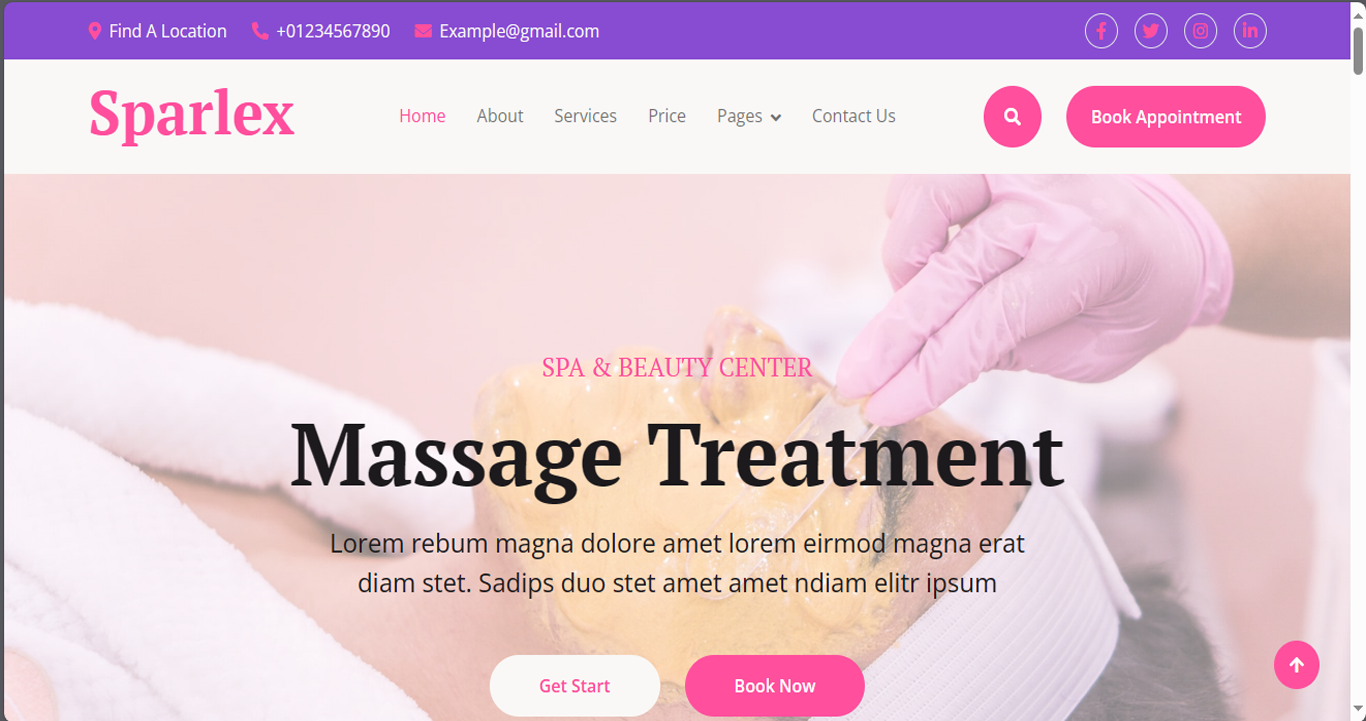 Find A Location
+01234567890
Example@gmail.com
Sparlex
Home
About
Services
Price
Pages
Contact Us
Book Appointment
SPA & BEAUTY CENTER
Massage Treatment
Lorem rebum magna dolore amet lorem eirmod magna erat
diam stet. Sadips duo stet amet amet ndiam elitr ipsum
Get Start
Book Now